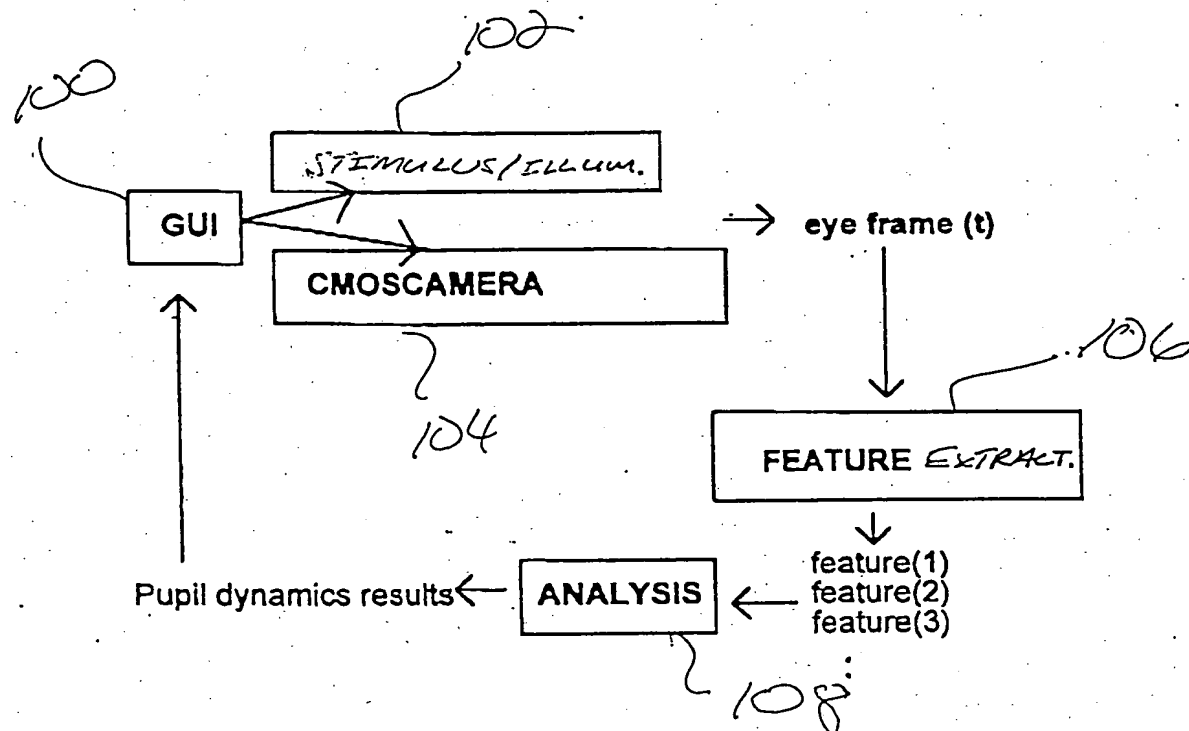 102
100
STIMULUS/ILLUM.
GUI
eye frame (t)
CMOSCAMERA
106
104
FEATURE EXTRACT.
feature(1)
feature(2)
feature(3)
ANALYSIS
Pupil dynamics results
108